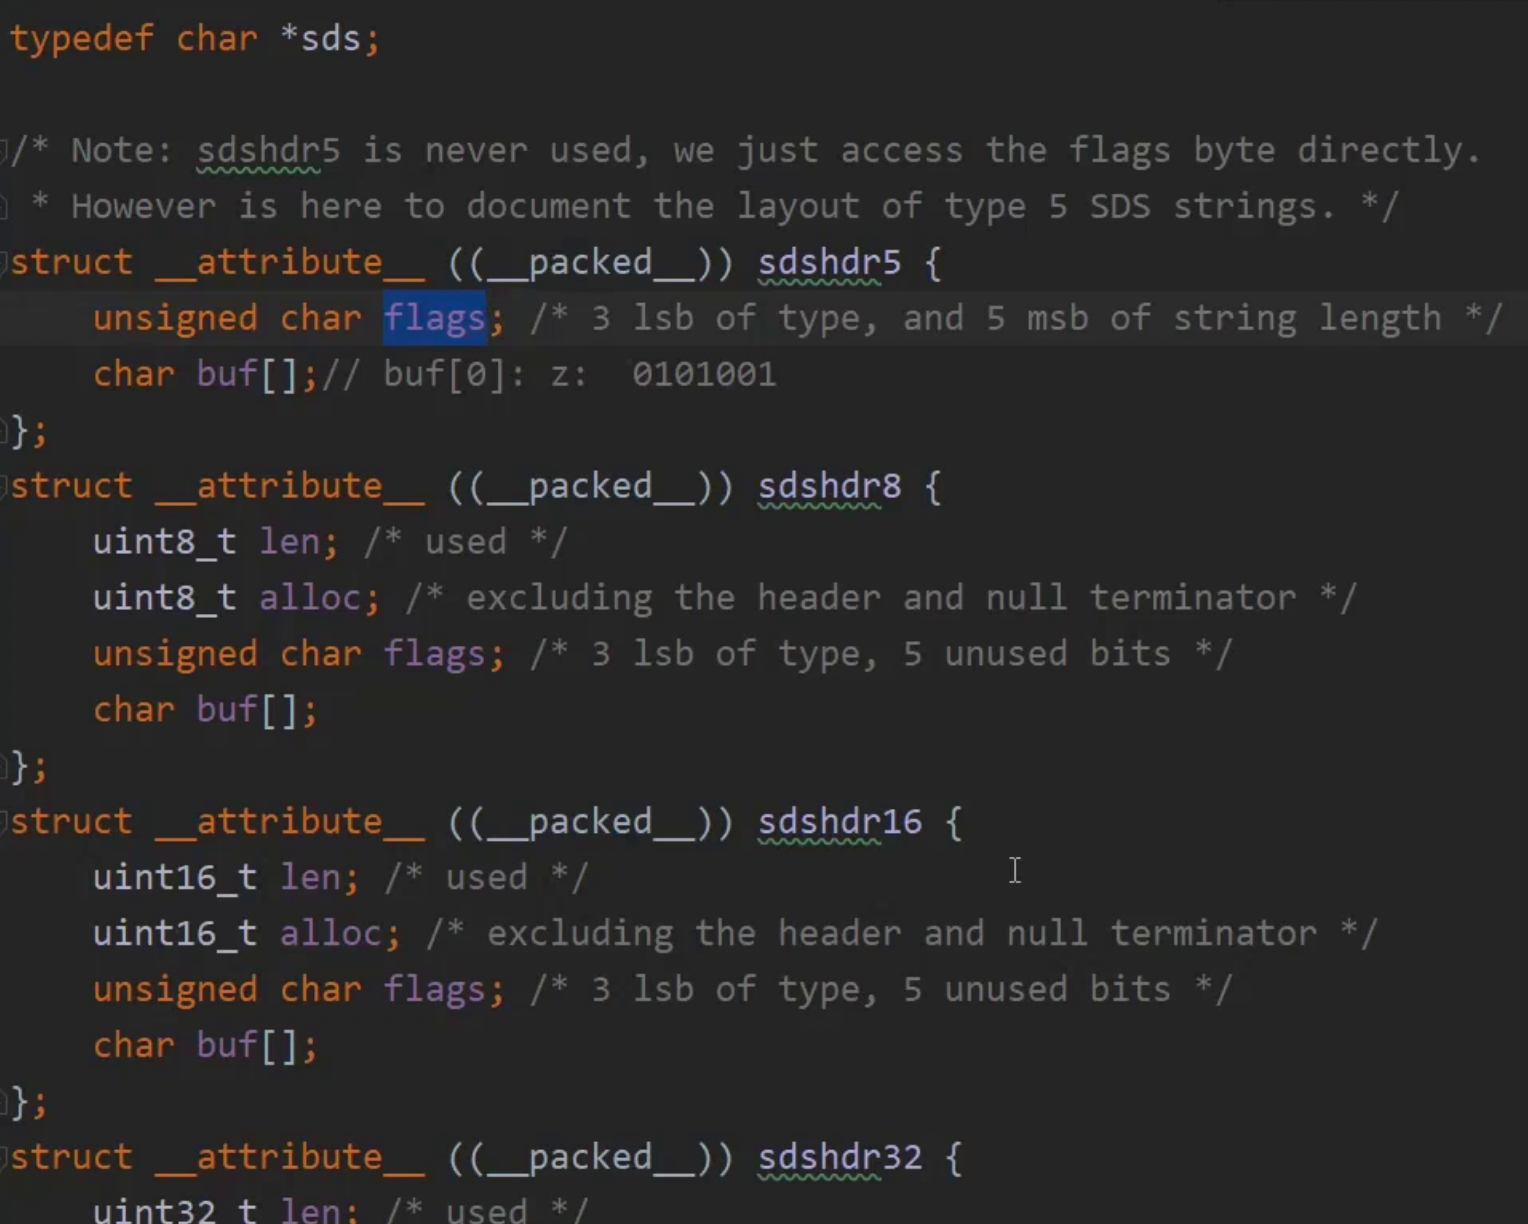 typedef char *sds;
/* Note: sdshdr5 is never used, we just access the flags byte directly.
 * However is here to document the layout of type 5 SDS strings. */
struct __attribute__ ((__packed__)) sdshdr5 {
    unsigned char flags; /* 3 lsb of type, and 5 msb of string length */
    char buf[];// buf[0]: z:  0101001
};
struct __attribute__ ((__packed__)) sdshdr8 {
    uint8_t len; /* used */
    uint8_t alloc; /* excluding the header and null terminator */
    unsigned char flags; /* 3 lsb of type, 5 unused bits */
    char buf[];
};
struct __attribute__ ((__packed__)) sdshdr16 {
    uint16_t len; /* used */
    uint16_t alloc; /* excluding the header and null terminator */
    unsigned char flags; /* 3 lsb of type, 5 unused bits */
    char buf[];
};
struct __attribute__ ((__packed__)) sdshdr32 {
    uint32_t len; /* used */